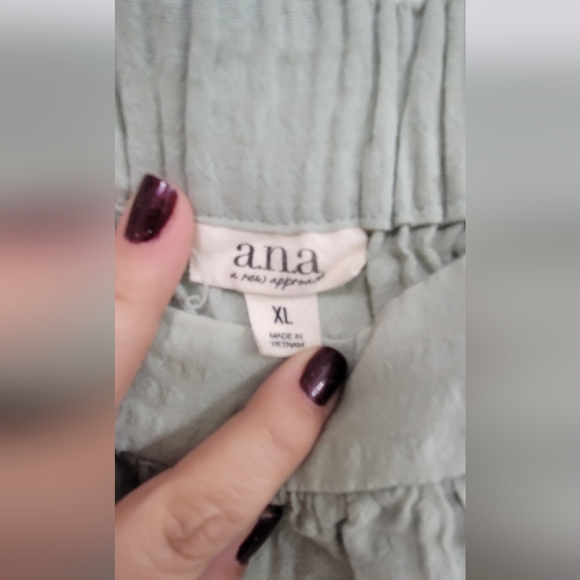 a.n.a
a new approach
XL
MADE IN
VIETNAM